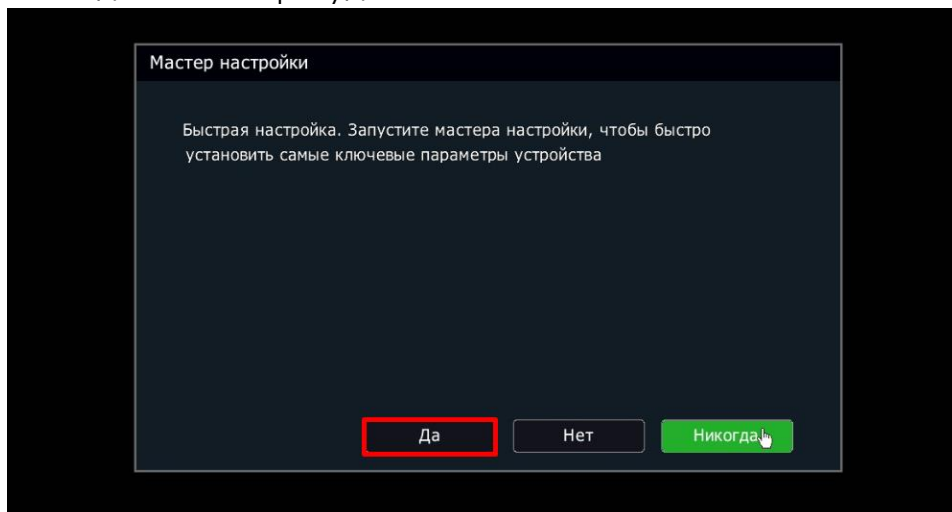 Мастер настройки
Быстрая настройка. Запустите мастера настройки, чтобы быстро
установить самые ключевые параметры устройства
Да Нет Никогда